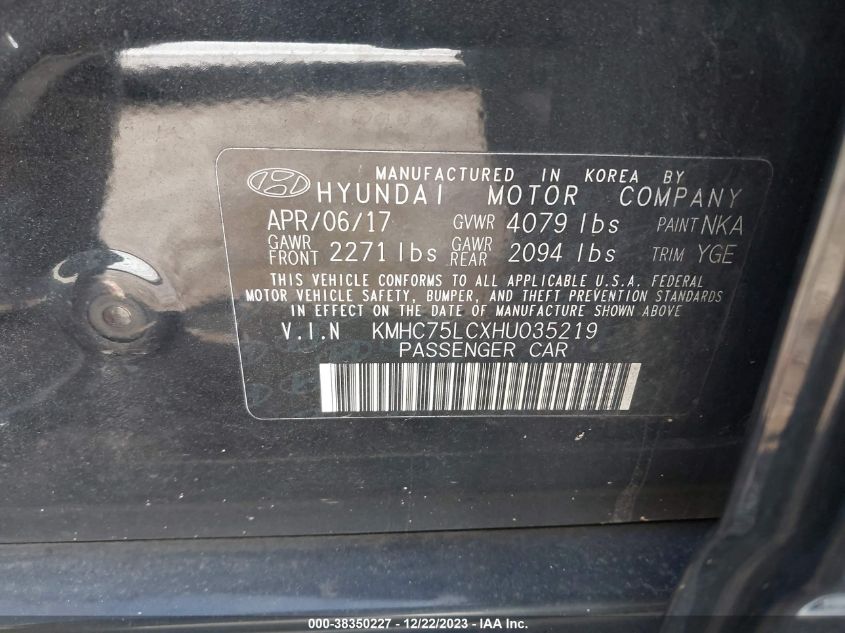 MANUFACTURED IN KOREA BY
HYUNDAI MOTOR COMPANY
APR/06/17 GVWR 4079 lbs PAINT NKA
GAWR FRONT 2271 lbs GAWR REAR 2094 lbs TRIM YGE
THIS VEHICLE CONFORMS TO ALL APPLICABLE U.S.A. FEDERAL
MOTOR VEHICLE SAFETY, BUMPER, AND THEFT PREVENTION STANDARDS
IN EFFECT ON THE DATE OF MANUFACTURE SHOWN ABOVE
V.I.N KMHC75LCXHU035219
PASSENGER CAR
000-38350227 - 12/22/2023 - IAA Inc.